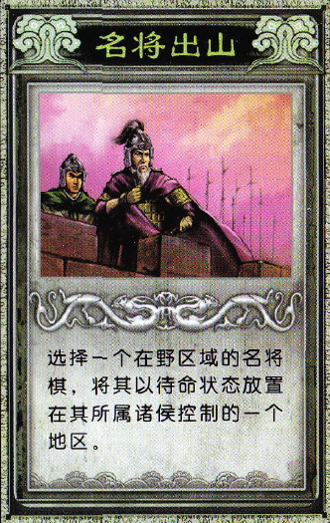 名将出山
选择一个在野区域的名将
棋，将其以待命状态放置
在其所属诸侯控制的一个
地区。